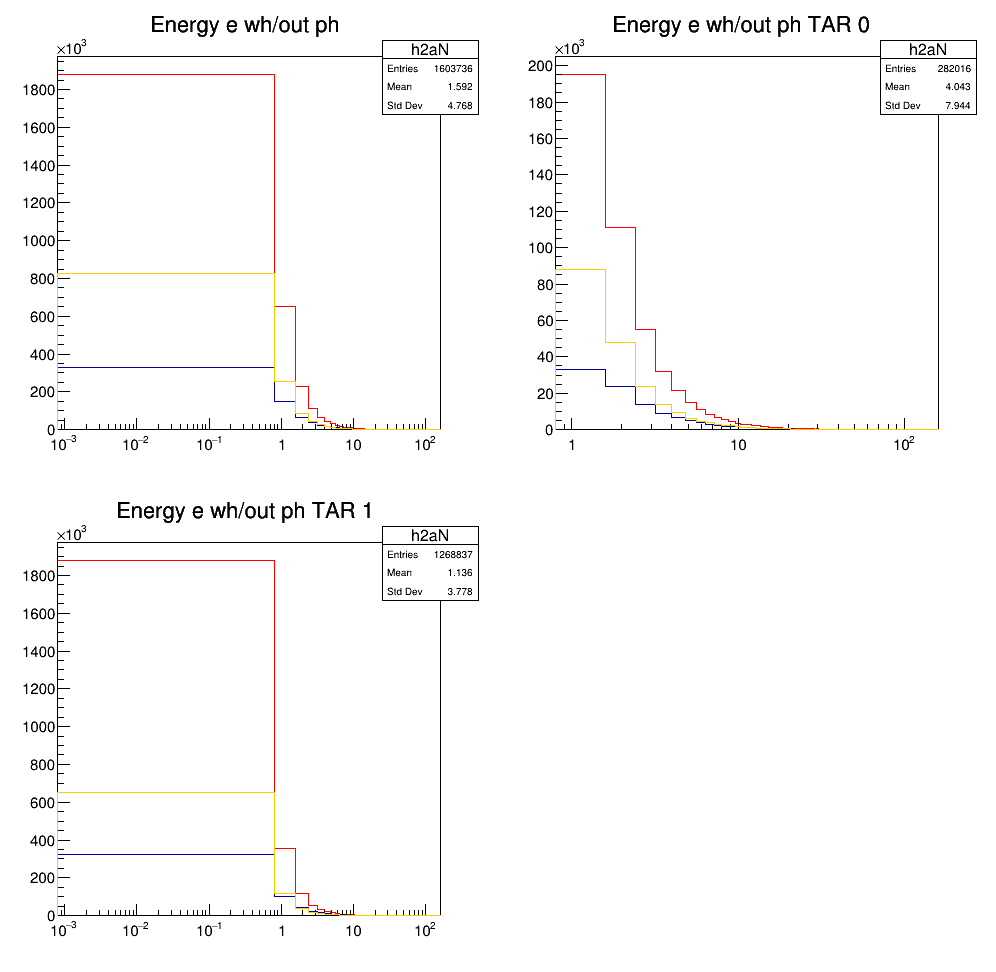 Energy e wh/out ph
×10³
h2aN
Entries 1603736
Mean 1.592
Std Dev 4.768
1800
1600
1400
1200
1000
800
600
400
200
0
10⁻³ 10⁻² 10⁻¹ 1 10 10²
Energy e wh/out ph TAR 0
×10³
h2aN
Entries 282016
Mean 4.043
Std Dev 7.944
200
180
160
140
120
100
80
60
40
20
0
1 10 10²
Energy e wh/out ph TAR 1
×10³
h2aN
Entries 1268837
Mean 1.136
Std Dev 3.778
1800
1600
1400
1200
1000
800
600
400
200
0
10⁻³ 10⁻² 10⁻¹ 1 10 10²